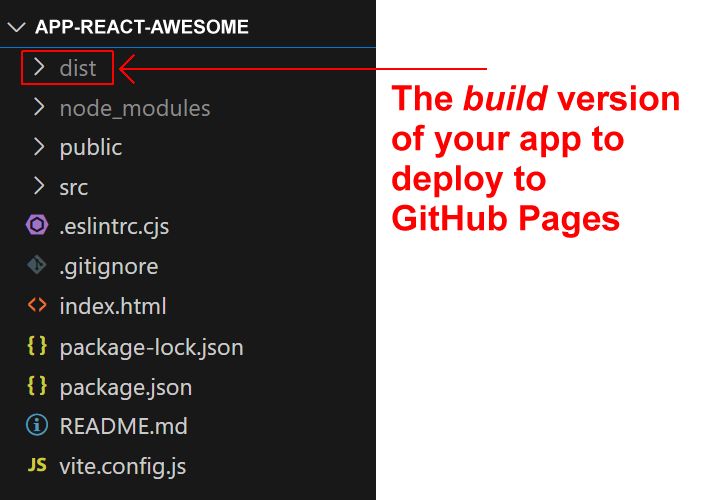 APP-REACT-AWESOME
dist
node_modules
public
src
.eslintrc.cjs
.gitignore
<> index.html
{} package-lock.json
{} package.json
README.md
JS vite.config.js
The build version
of your app to
deploy to
GitHub Pages